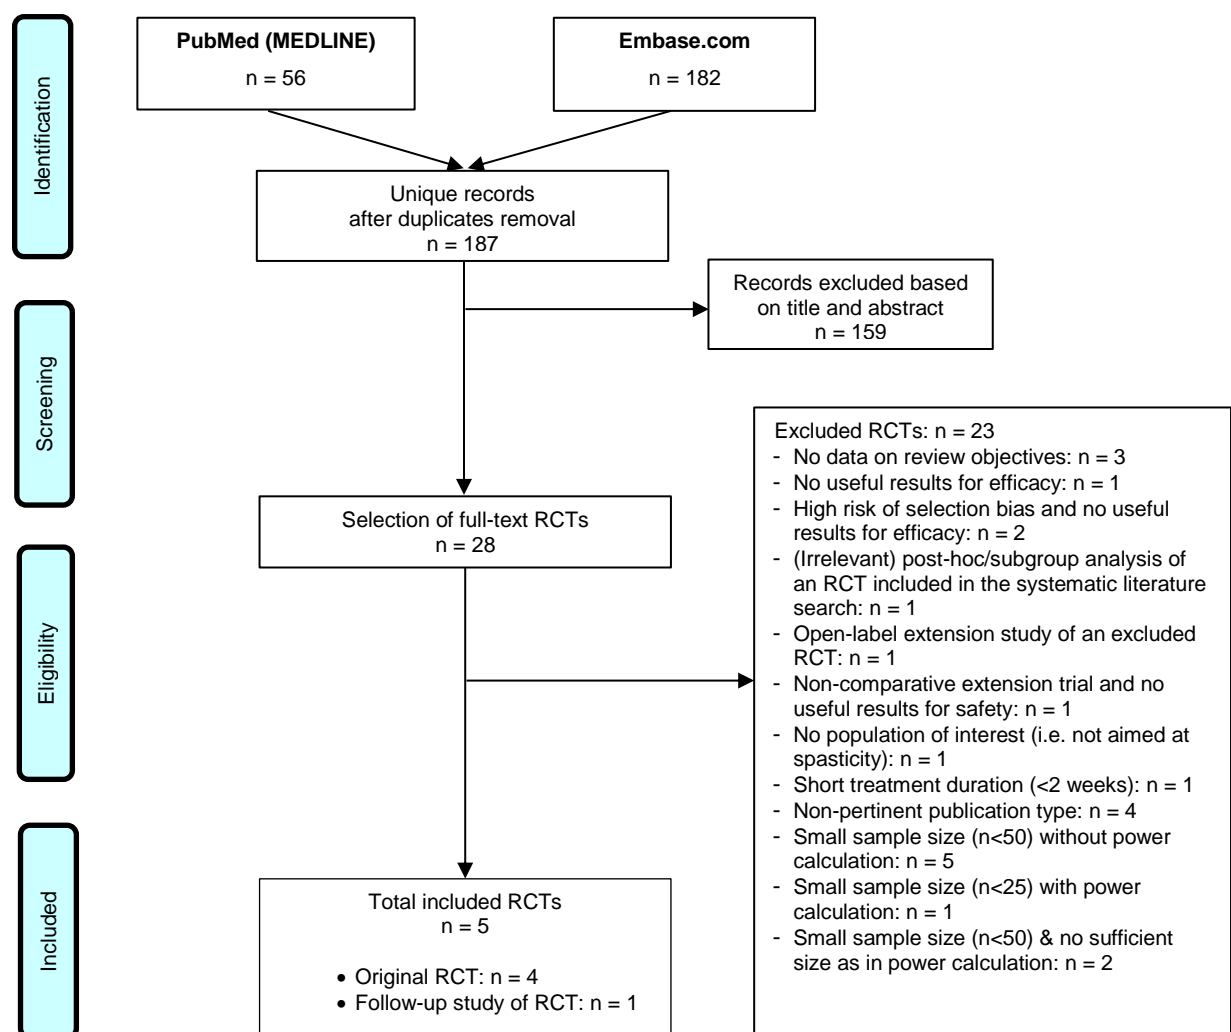 Identification
PubMed (MEDLINE)
n = 56
Embase.com
n = 182
Unique records
after duplicates removal
n = 187
Screening
Records excluded based
on title and abstract
n = 159
Selection of full-text RCTs
n = 28
Eligibility
Excluded RCTs: n = 23
- No data on review objectives: n = 3
- No useful results for efficacy: n = 1
- High risk of selection bias and no useful
results for efficacy: n = 2
- (Irrelevant) post-hoc/subgroup analysis of
an RCT included in the systematic literature
search: n = 1
- Open-label extension study of an excluded
RCT: n = 1
- Non-comparative extension trial and no
useful results for safety: n = 1
- No population of interest (i.e. not aimed at
spasticity): n = 1
- Short treatment duration (<2 weeks): n = 1
- Non-pertinent publication type: n = 4
- Small sample size (n<50) without power
calculation: n = 5
- Small sample size (n<25) with power
calculation: n = 1
- Small sample size (n<50) & no sufficient
size as in power calculation: n = 2
Included
Total included RCTs
n = 5
• Original RCT: n = 4
• Follow-up study of RCT: n = 1